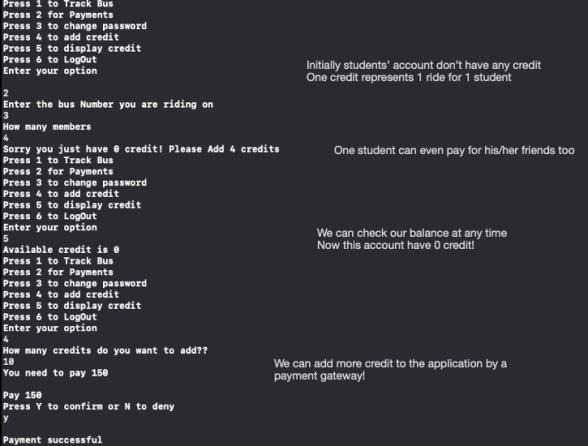 Press 1 to Track Bus
Press 2 for Payments
Press 3 to change password
Press 4 to add credit
Press 5 to display credit
Press 6 to LogOut
Enter your option
Initially students' account don't have any credit
One credit represents 1 ride for 1 student
2
Enter the bus Number you are riding on
3
How many members
4
Sorry you just have 0 credit! Please Add 4 credits
One student can even pay for his/her friends too
Press 1 to Track Bus
Press 2 for Payments
Press 3 to change password
Press 4 to add credit
Press 5 to display credit
Press 6 to LogOut
Enter your option
We can check our balance at any time
Now this account have 0 credit!
5
Available credit is 0
Press 1 to Track Bus
Press 2 for Payments
Press 3 to change password
Press 4 to add credit
Press 5 to display credit
Press 6 to LogOut
Enter your option
4
How many credits do you want to add??
10
You need to pay 150
We can add more credit to the application by a
payment gateway!
Pay 150
Press Y to confirm or N to deny
y
Payment successful